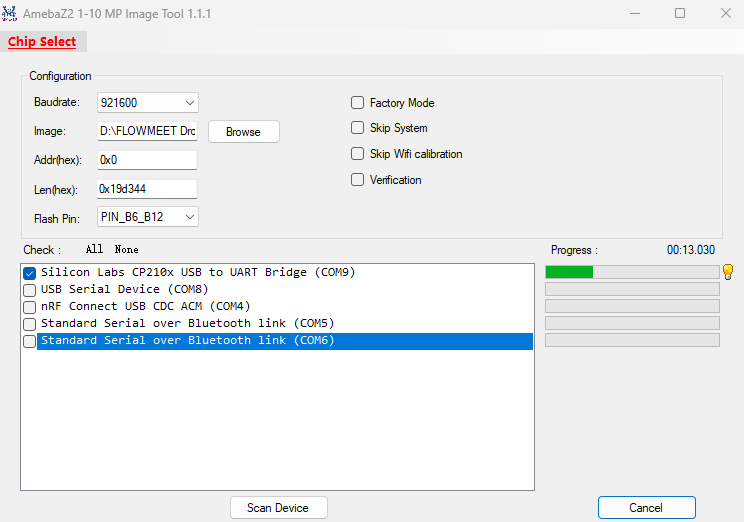 AmebaZ2 1-10 MP Image Tool 1.1.1
Chip Select
Configuration
Baudrate: 921600
Factory Mode
Image: D:\FLOWMEET Dro Browse
Skip System
Addr(hex): 0x0
Skip Wifi calibration
Len(hex): 0x19d344
Verification
Flash Pin: PIN_B6_B12
Check : All None
Progress : 00:13.030
Silicon Labs CP210x USB to UART Bridge (COM9)
USB Serial Device (COM8)
nRF Connect USB CDC ACM (COM4)
Standard Serial over Bluetooth link (COM5)
Standard Serial over Bluetooth link (COM6)
Scan Device
Cancel